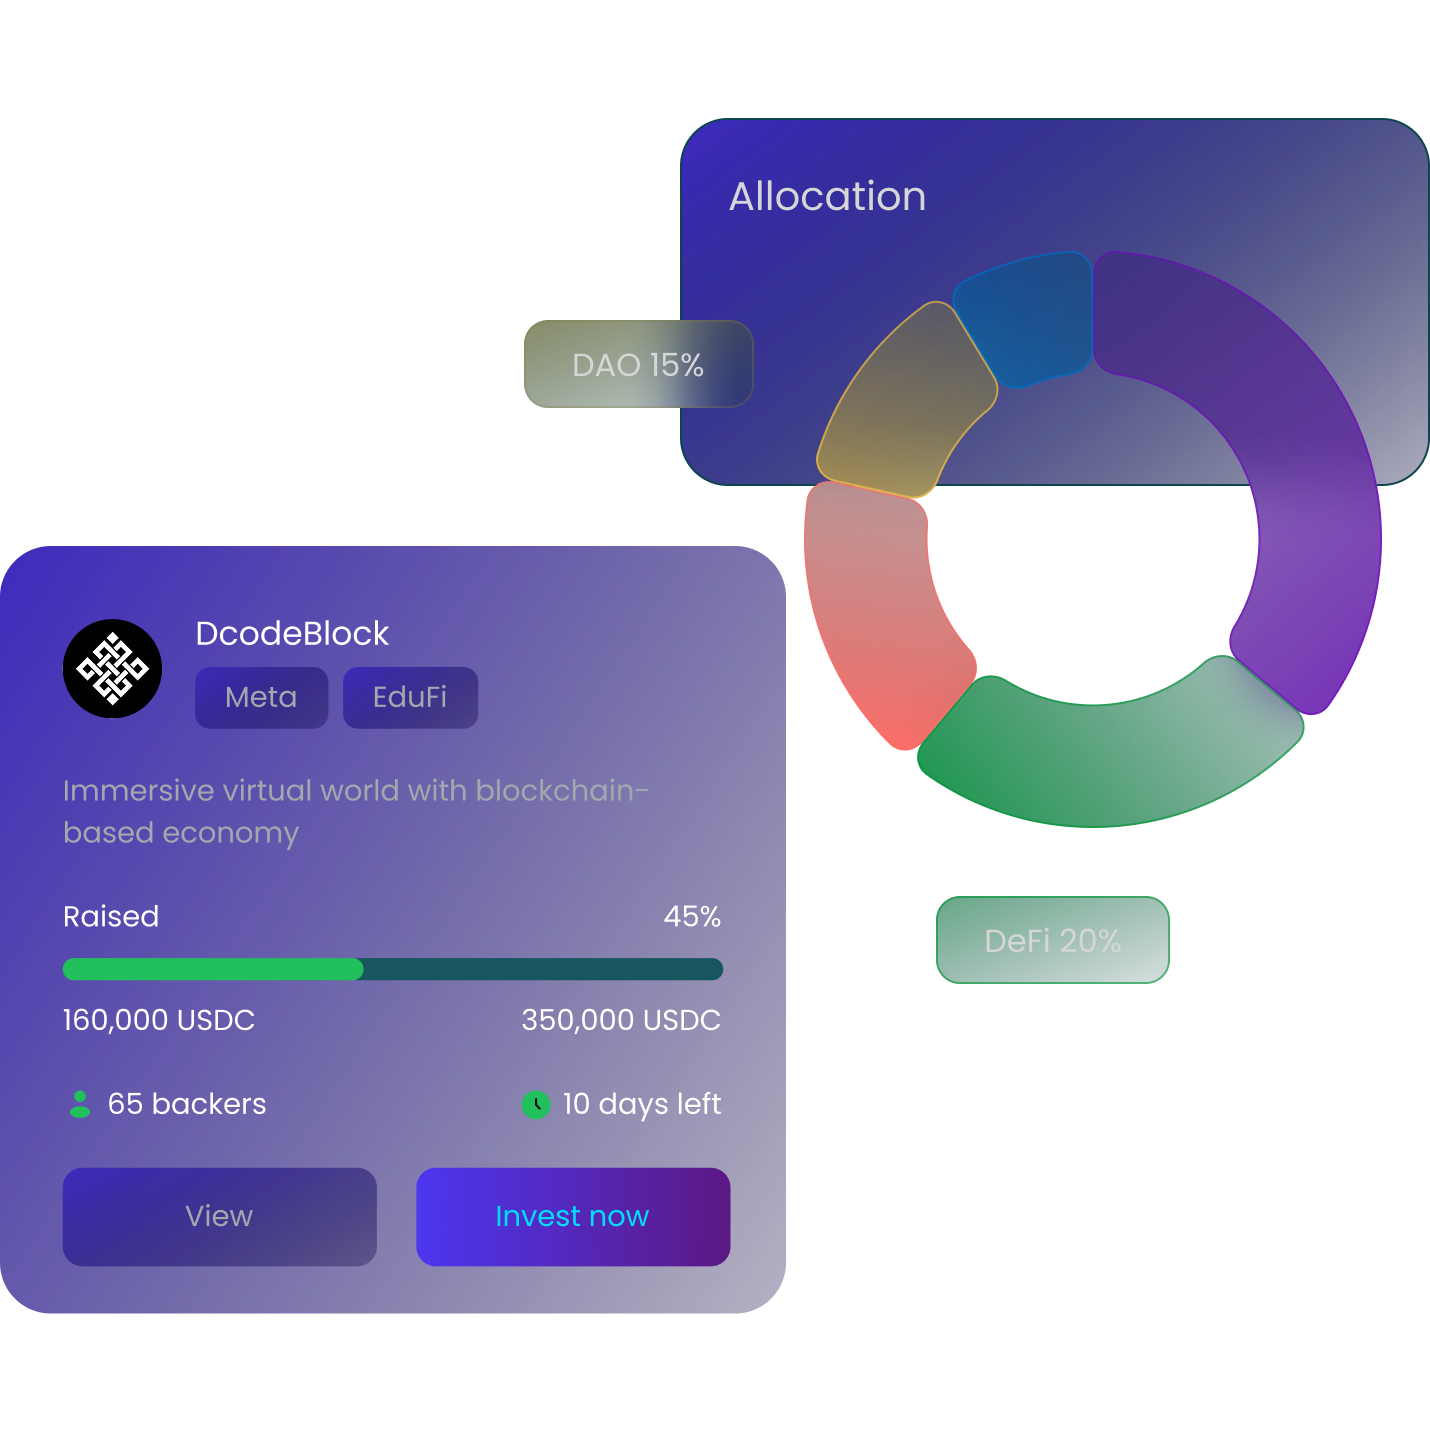 Allocation
DAO 15%
DcodeBlock
Meta
EduFi
Immersive virtual world with blockchain-
based economy
Raised
45%
160,000 USDC
350,000 USDC
65 backers
10 days left
View
Invest now
DeFi 20%